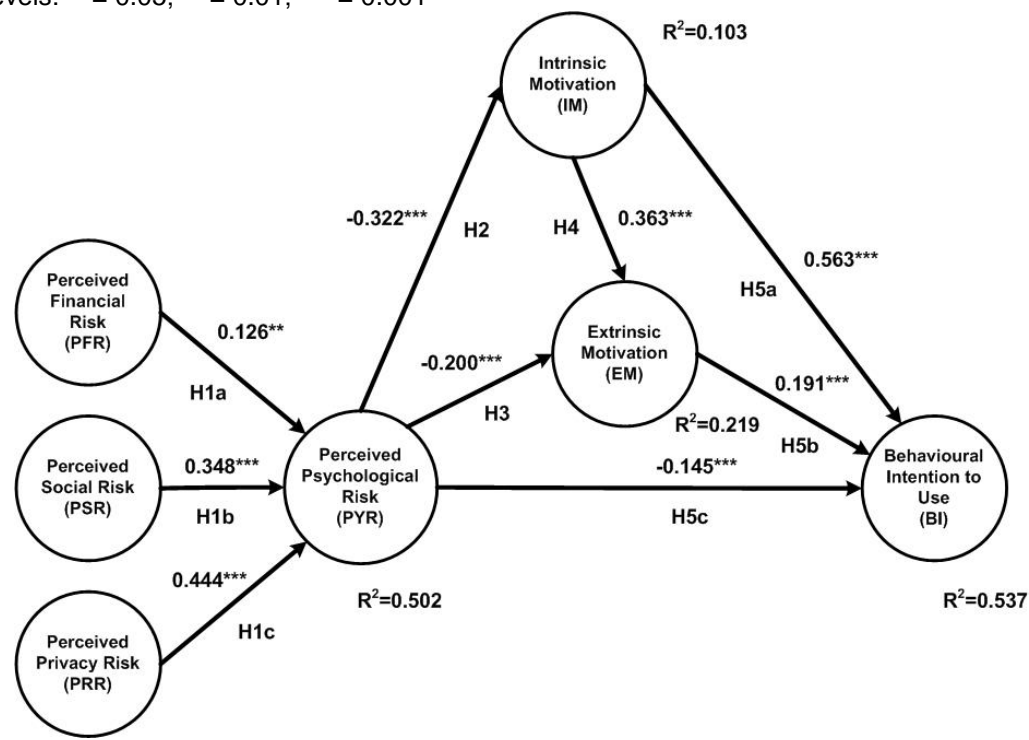 = 0.01,
R²=0.103
Intrinsic
Motivation
(IM)
-0.322***
H2
H4
0.363***
0.563***
H5a
Perceived
Financial
Risk
(PFR)
0.126**
H1a
Extrinsic
Motivation
(EM)
-0.200***
H3
0.191***
R²=0.219
H5b
Perceived
Social Risk
(PSR)
0.348***
H1b
Perceived
Psychological
Risk
(PYR)
-0.145***
H5c
Behavioural
Intention to
Use
(BI)
0.444***
H1c
R²=0.502
R²=0.537
Perceived
Privacy Risk
(PRR)